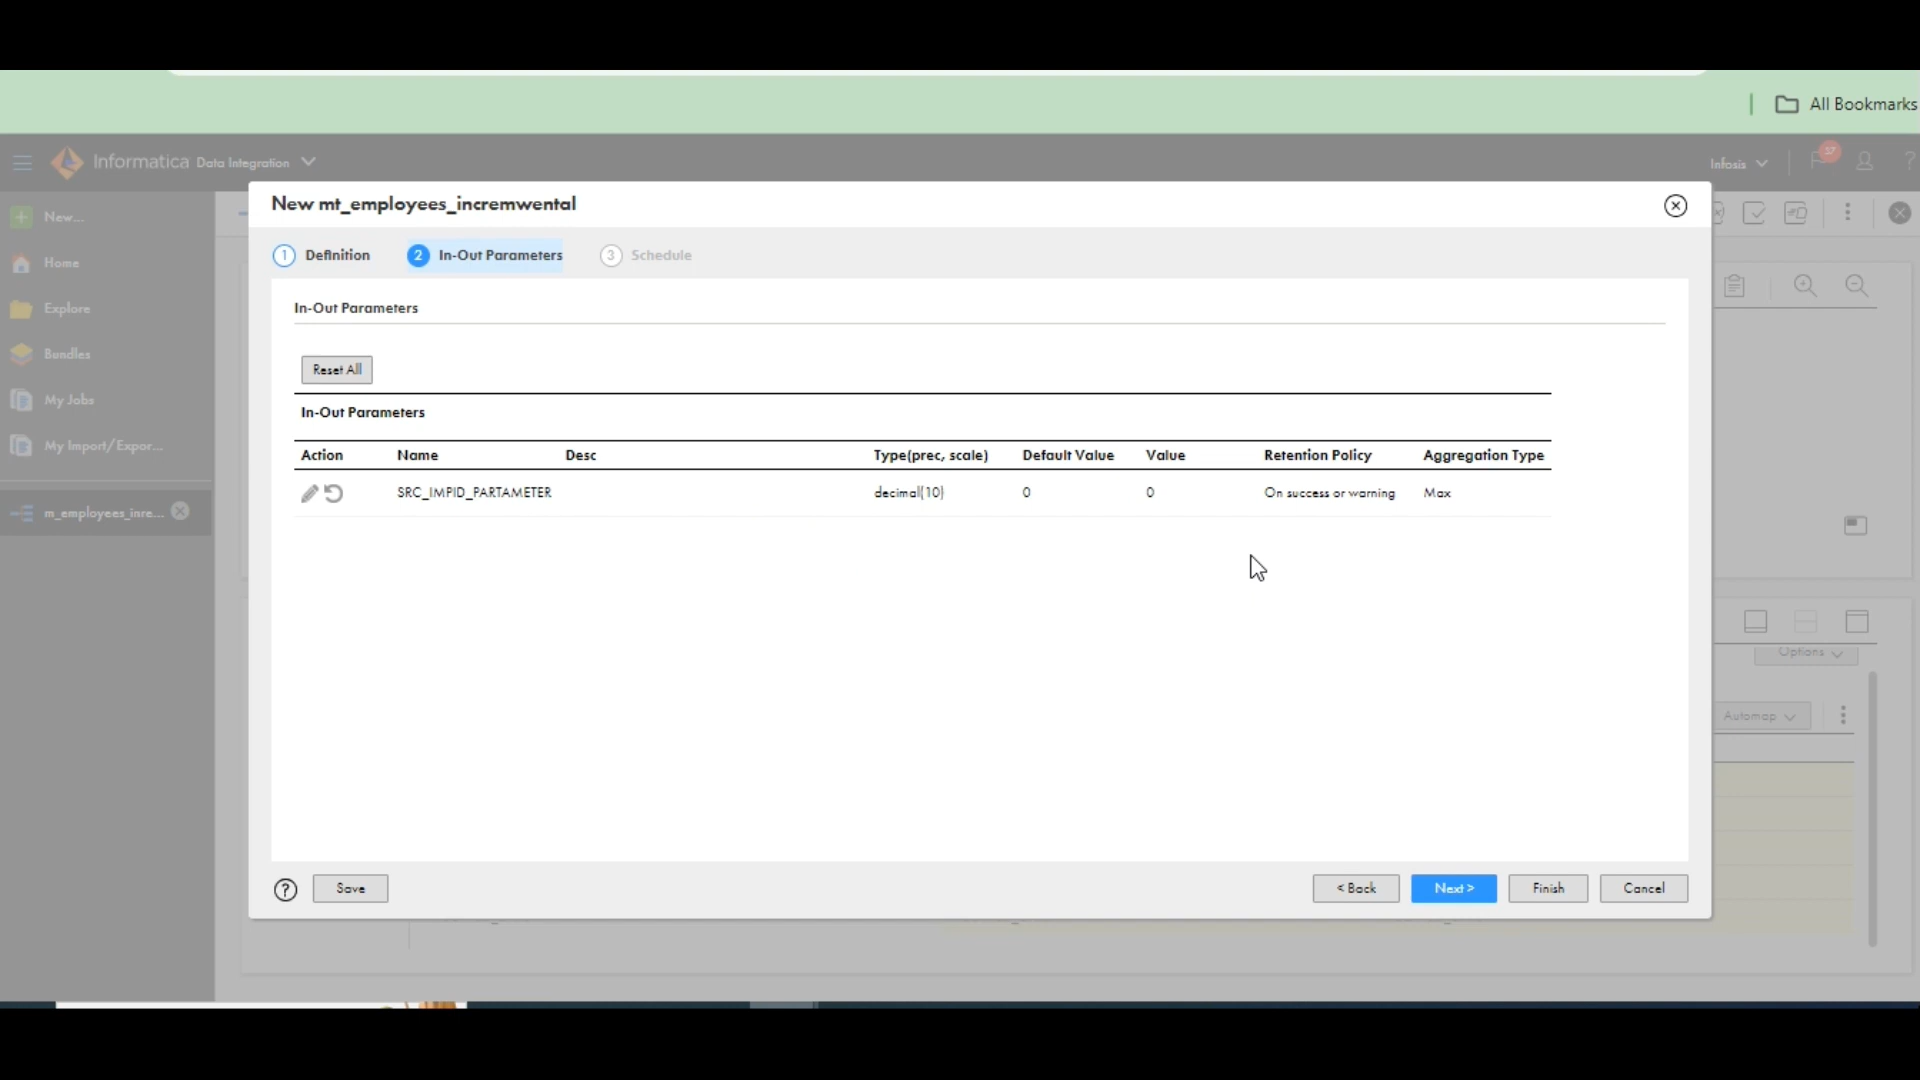 All Bookmarks
Informatica Data Integration
Infosis
17
?
New mt_employees_incremwental
New...
1 Definition 2 In-Out Parameters 3 Schedule
Home
Explore
In-Out Parameters
Bundles
Reset All
My Jobs
In-Out Parameters
My Import/Expor...
Action Name Desc Type(prec, scale) Default Value Value Retention Policy Aggregation Type
SRC_IMPID_PARTAMETER decimal(10) 0 0 On success or warning Max
m_employees_incre...
Options
Automap
? Save < Back Next > Finish Cancel